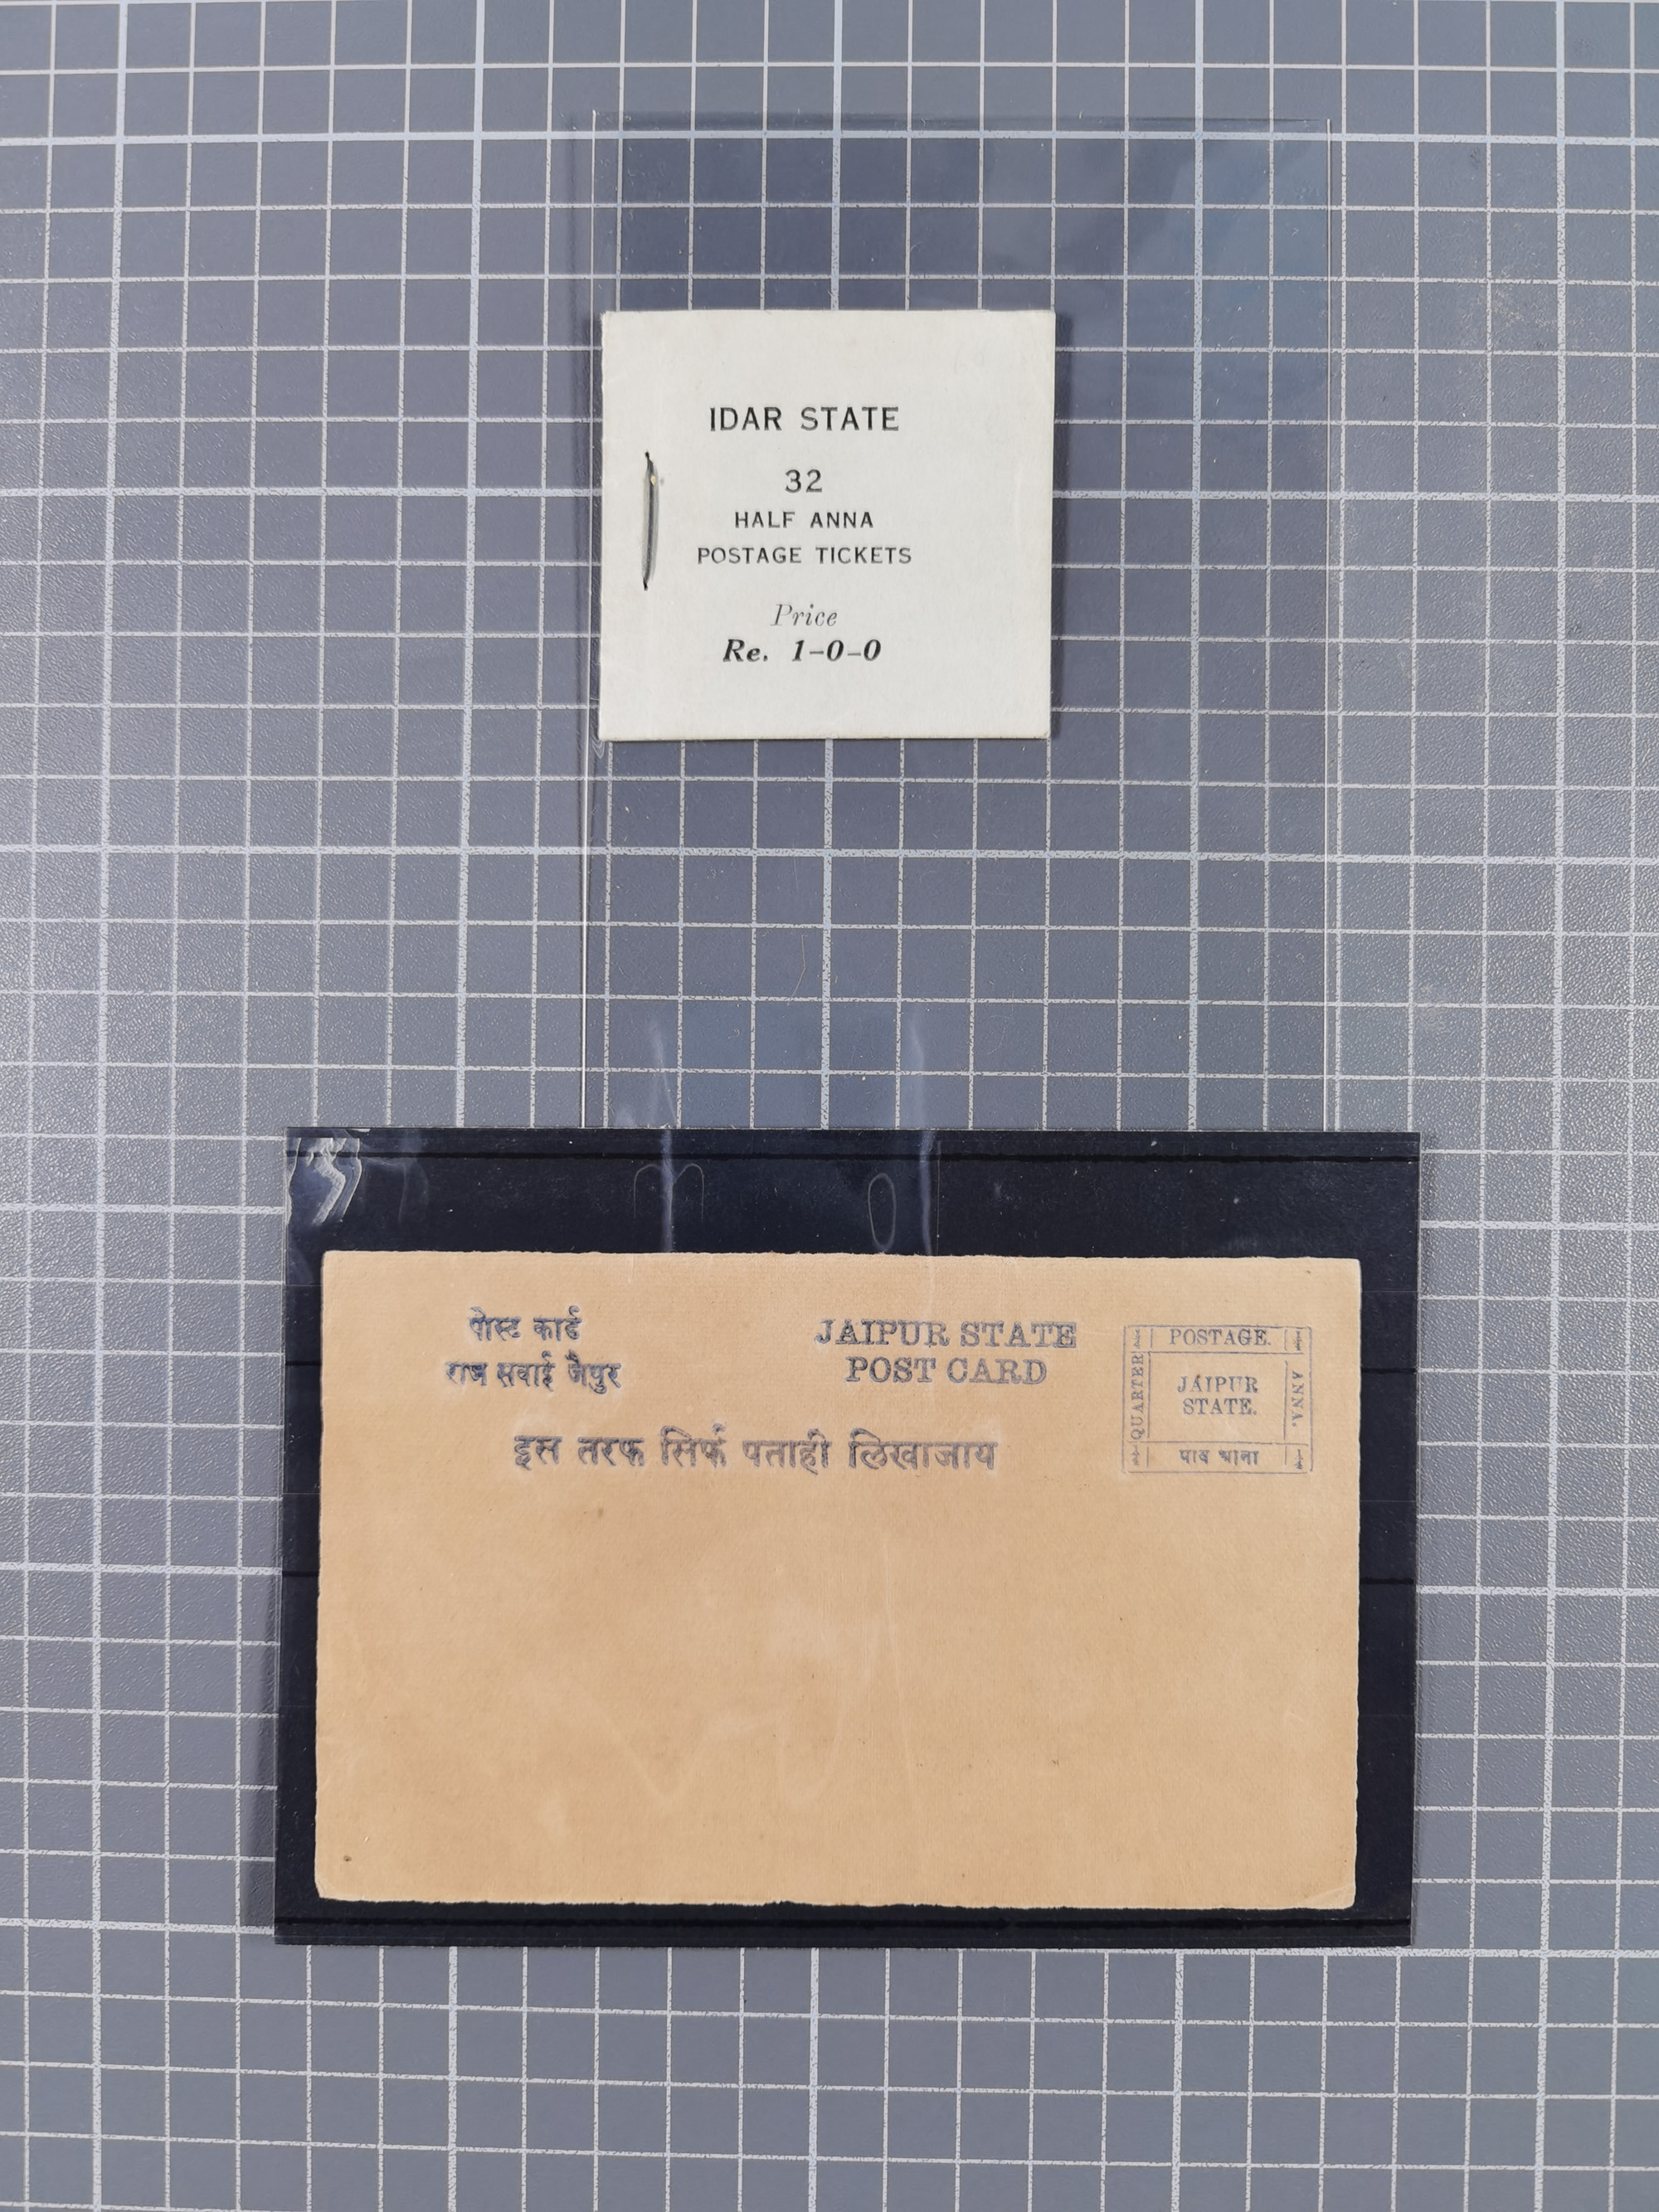 IDAR STATE
32
HALF ANNA
POSTAGE TICKETS
Price
Re. 1-0-0
पोस्ट कार्ड
राज सवाई जैपुर
JAIPUR STATE
POST CARD
इस तरफ सिर्फ पताही लिखाजाय
POSTAGE.
QUARTER
JAIPUR
STATE.
ANNA.
पाव आना